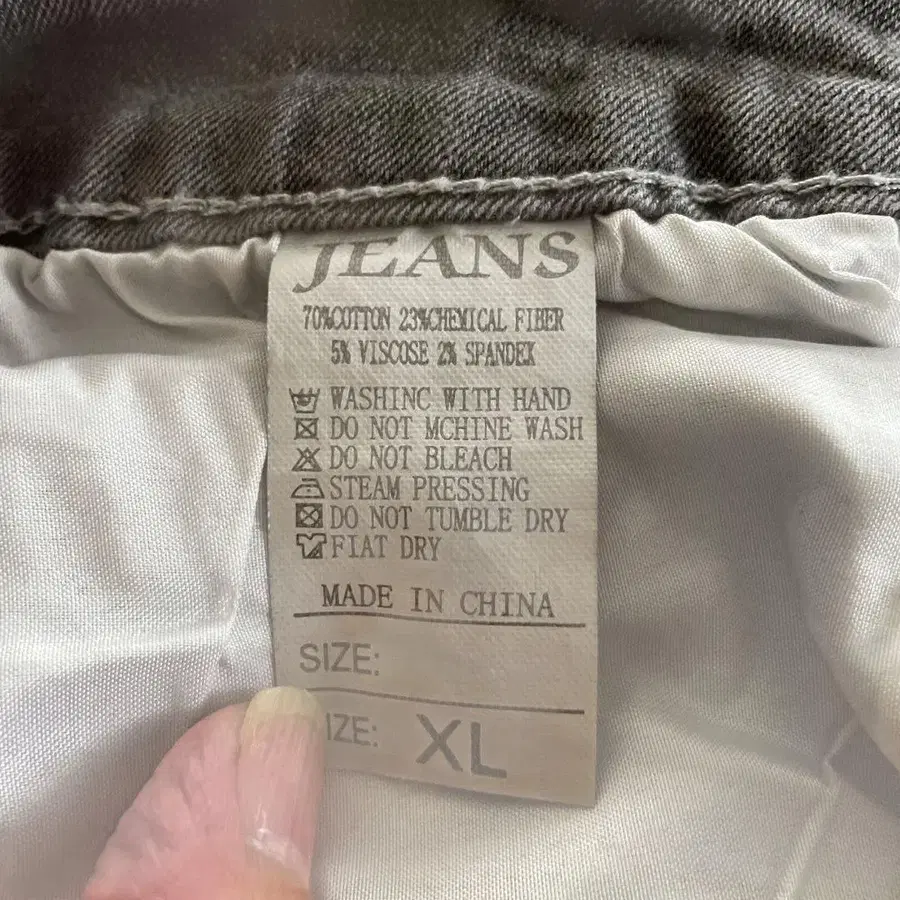 JEANS
70%COTTON 23%CHEMICAL FIBER
5% VISCOSE 2% SPANDEX
WASHINC WITH HAND
DO NOT MCHINE WASH
DO NOT BLEACH
STEAM PRESSING
DO NOT TUMBLE DRY
FIAT DRY
MADE IN CHINA
SIZE:
IZE: XL